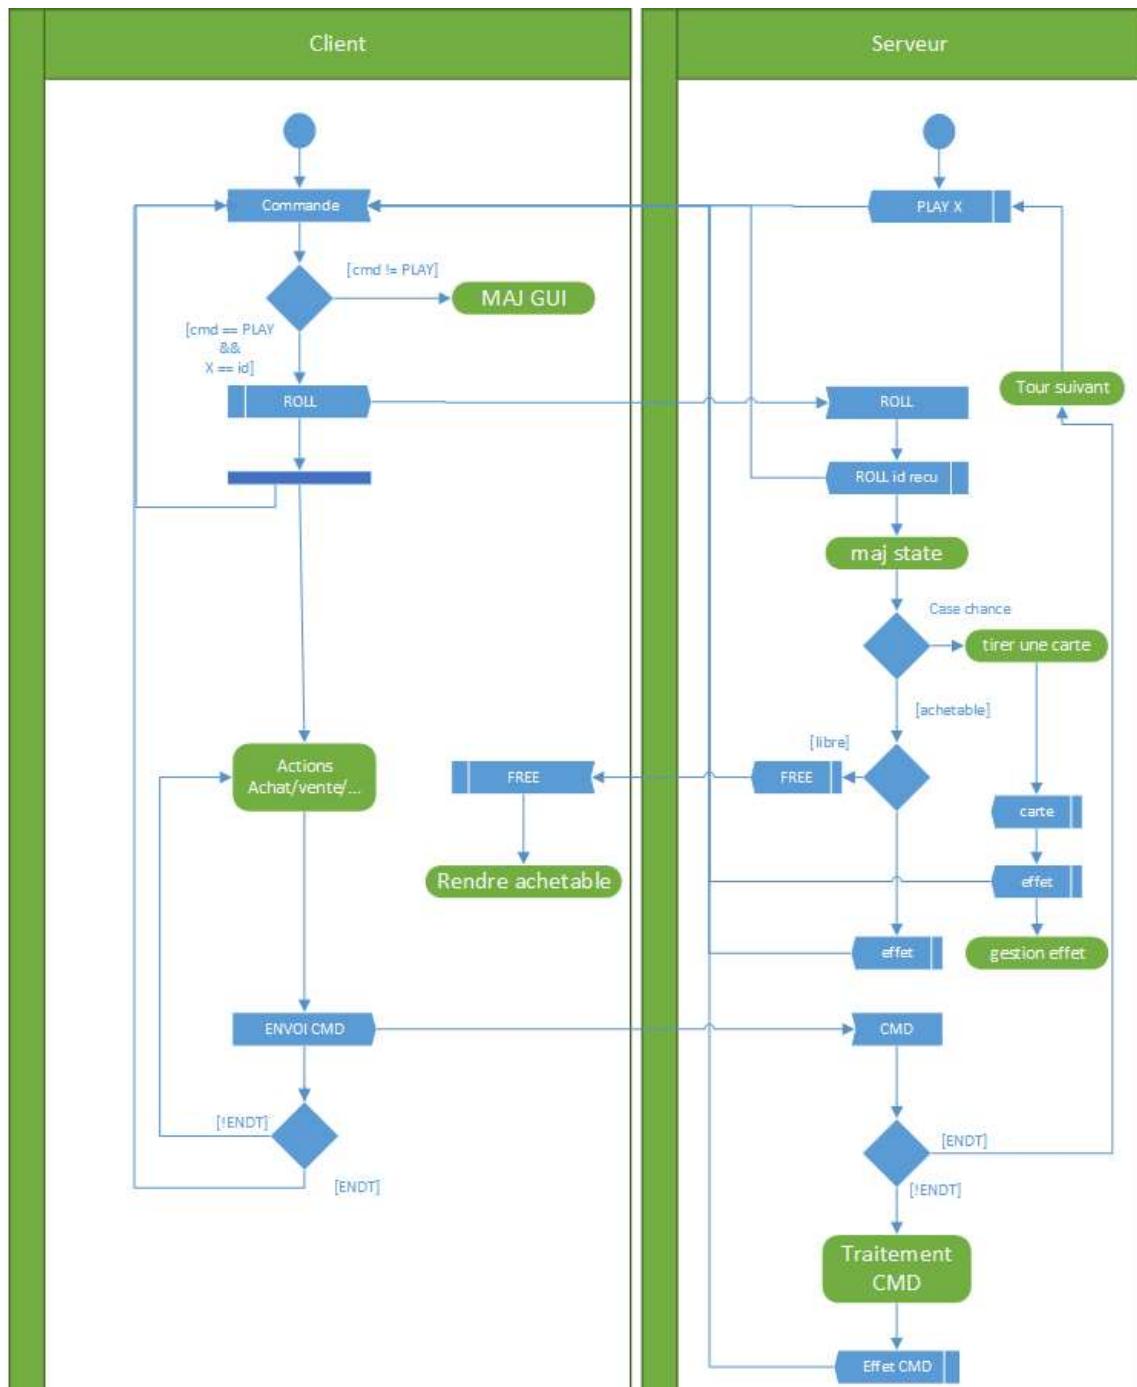 Client
Serveur
Commande
PLAY X
[cmd != PLAY]
MAJ GUI
[cmd == PLAY
&&
X == id]
ROLL
ROLL
Tour suivant
ROLL id recu
maj state
Case chance
tirer une carte
[achetable]
[libre]
Actions
Achat/vente/...
FREE
FREE
carte
Rendre achetable
effet
effet
gestion effet
ENVOI CMD
CMD
[!ENDT]
[ENDT]
[ENDT]
[!ENDT]
Traitement
CMD
Effet CMD